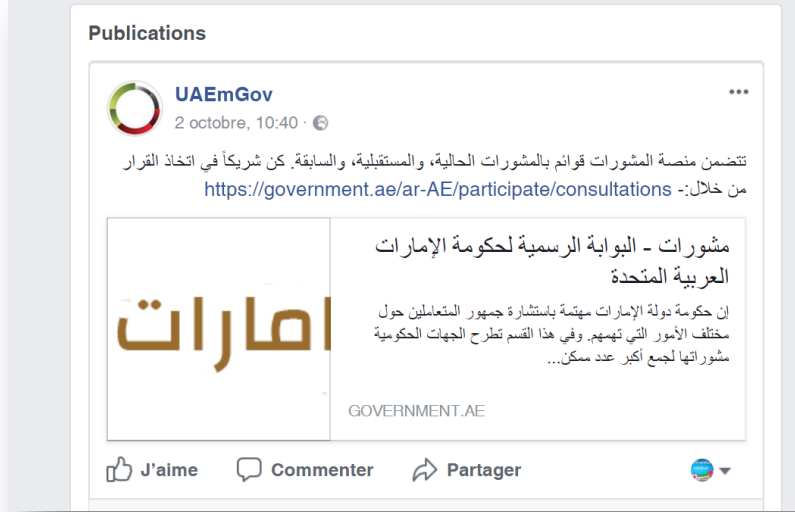 Publications
UAEmGov
2 octobre, 10:40 ·
تتضمن منصة المشورات قوائم بالمشورات الحالية، والمستقبلية، والسابقة. كن شريكاً في اتخاذ القرار
من خلال:- https://government.ae/ar-AE/participate/consultations
مشورات - البوابة الرسمية لحكومة الإمارات
العربية المتحدة
إن حكومة دولة الإمارات مهتمة باستشارة جمهور المتعاملين حول
مختلف الأمور التي تهمهم. وفي هذا القسم تطرح الجهات الحكومية
مشوراتها لجمع أكبر عدد ممكن...
امارات
GOVERNMENT.AE
J'aime Commenter Partager